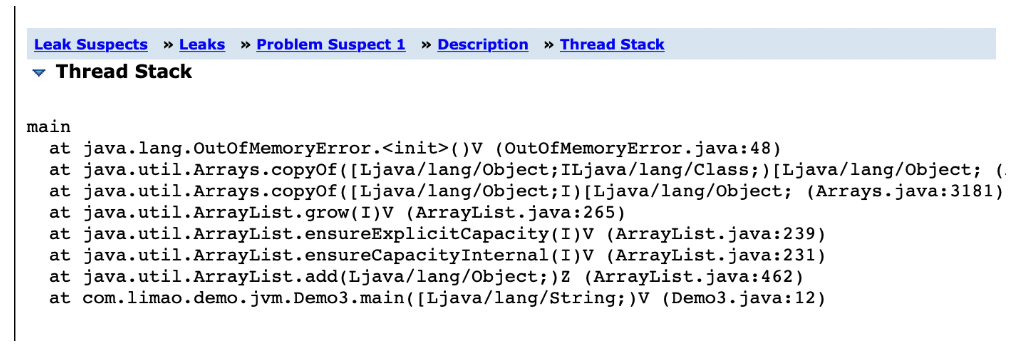 Leak Suspects » Leaks » Problem Suspect 1 » Description » Thread Stack
Thread Stack
main
at java.lang.OutOfMemoryError.<init>()V (OutOfMemoryError.java:48)
at java.util.Arrays.copyOf([Ljava/lang/Object;ILjava/lang/Class;)[Ljava/lang/Object; (
at java.util.Arrays.copyOf([Ljava/lang/Object;I)[Ljava/lang/Object; (Arrays.java:3181)
at java.util.ArrayList.grow(I)V (ArrayList.java:265)
at java.util.ArrayList.ensureExplicitCapacity(I)V (ArrayList.java:239)
at java.util.ArrayList.ensureCapacityInternal(I)V (ArrayList.java:231)
at java.util.ArrayList.add(Ljava/lang/Object;)Z (ArrayList.java:462)
at com.limao.demo.jvm.Demo3.main([Ljava/lang/String;)V (Demo3.java:12)